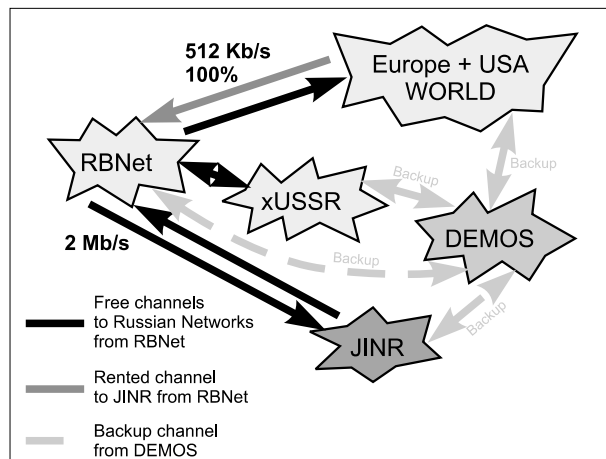 512 Kb/s
100%
Europe + USA
WORLD
RBNet
Backup
Backup
xUSSR
DEMOS
2 Mb/s
Backup
Backup
JINR
Free channels
to Russian Networks
from RBNet
Rented channel
to JINR from RBNet
Backup channel
from DEMOS